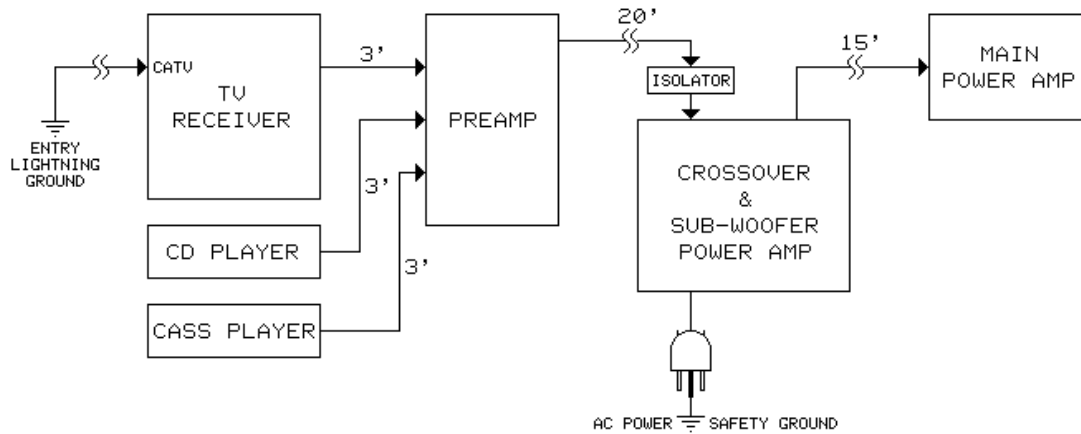 CATV
TV
RECEIVER
ENTRY
LIGHTNING
GROUND
3'
CD PLAYER
3'
CASS PLAYER
3'
PREAMP
20'
ISOLATOR
CROSSOVER
&
SUB-WOOFER
POWER AMP
15'
MAIN
POWER AMP
AC POWER SAFETY GROUND